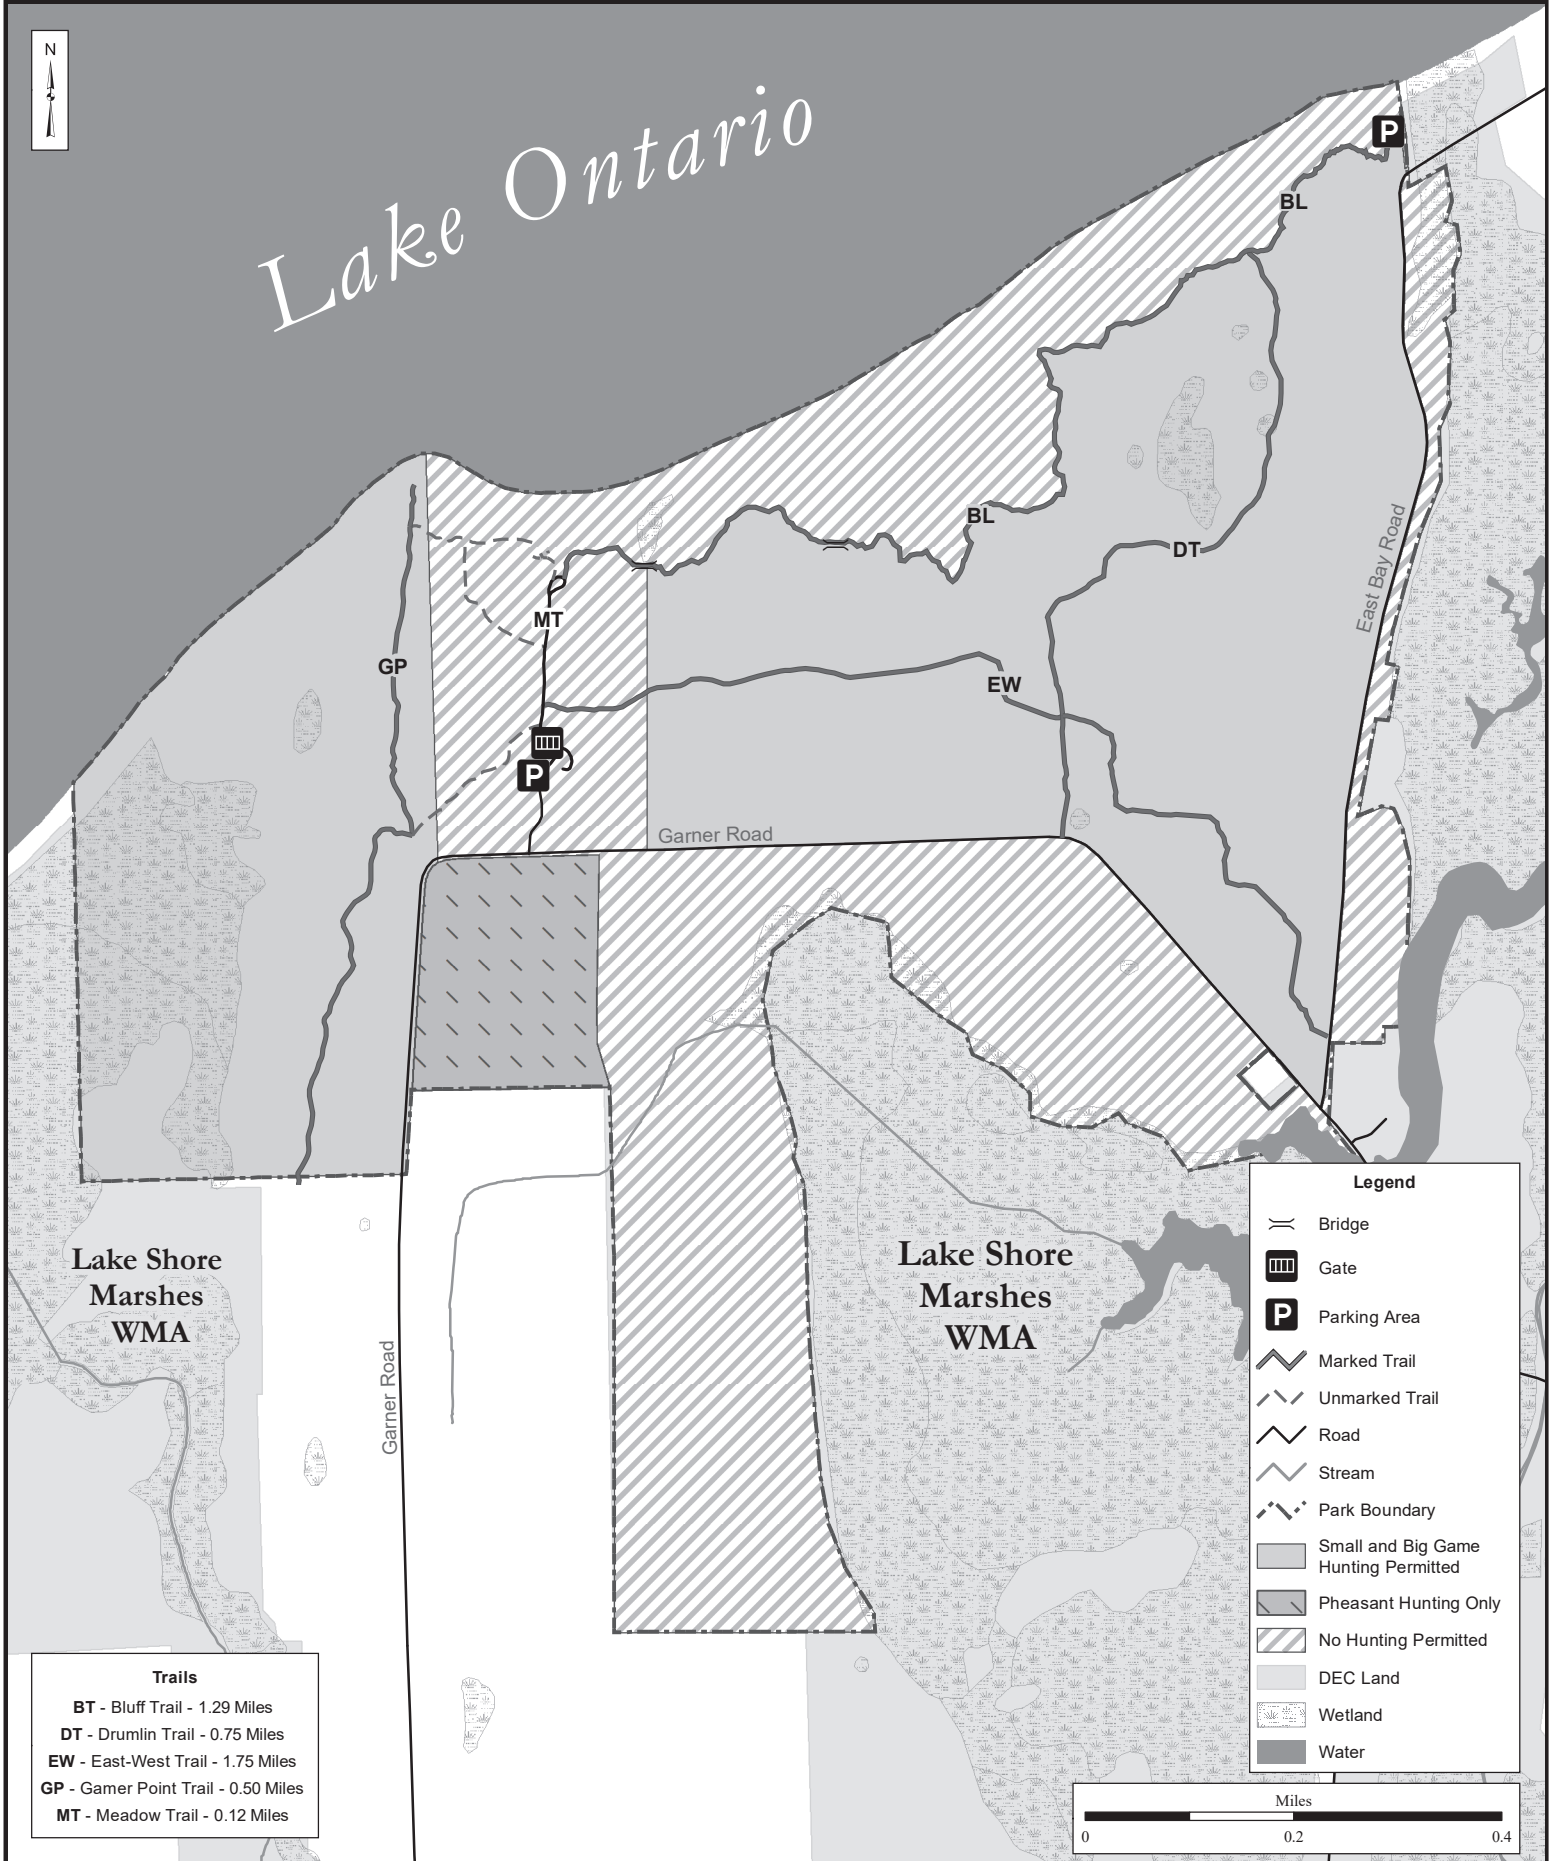 N
Lake Ontario
P
BL
BL
DT
East Bay Road
MT
GP
EW
P
Garner Road
Lake Shore
Marshes
WMA
Lake Shore
Marshes
WMA
Garner Road
Legend
Bridge
Gate
P Parking Area
Marked Trail
Unmarked Trail
Road
Stream
Park Boundary
Small and Big Game
Hunting Permitted
Pheasant Hunting Only
No Hunting Permitted
DEC Land
Wetland
Water
Trails
BT - Bluff Trail - 1.29 Miles
DT - Drumlin Trail - 0.75 Miles
EW - East-West Trail - 1.75 Miles
GP - Garner Point Trail - 0.50 Miles
MT - Meadow Trail - 0.12 Miles
Miles
0 0.2 0.4